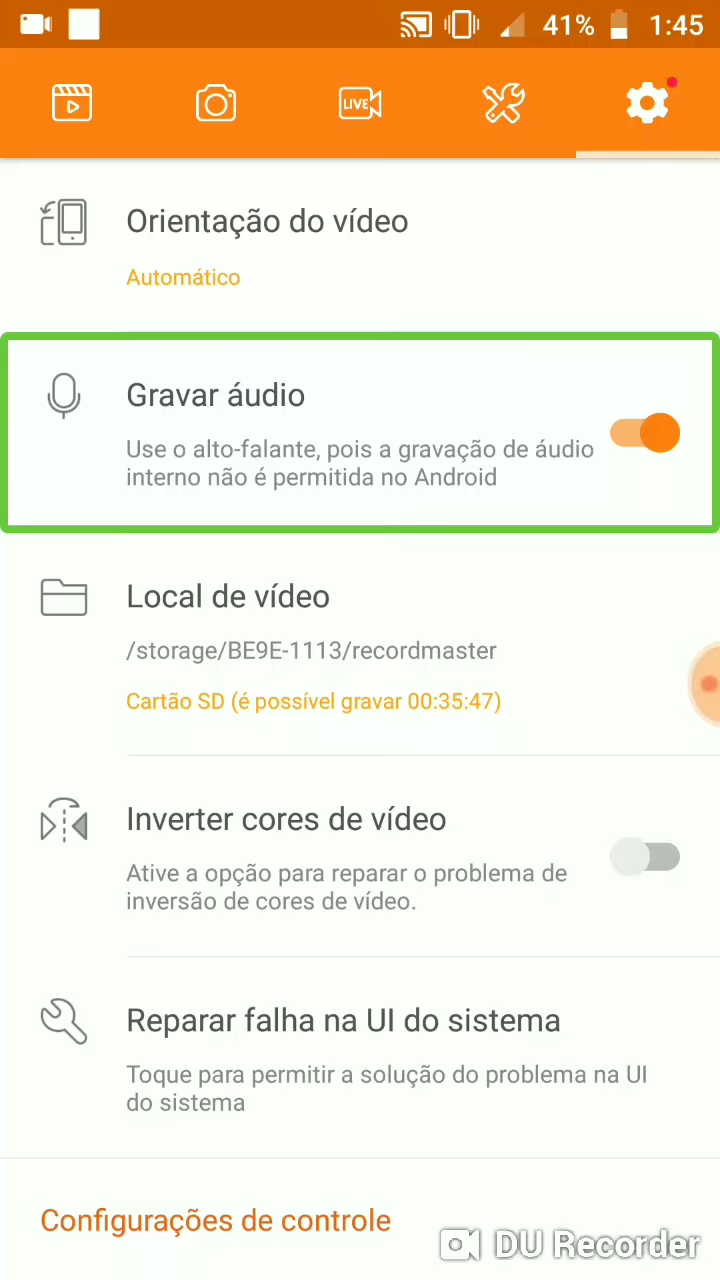 41% 1:45
LIVE
Orientação do vídeo
Automático
Gravar áudio
Use o alto-falante, pois a gravação de áudio
interno não é permitida no Android
Local de vídeo
/storage/BE9E-1113/recordmaster
Cartão SD (é possível gravar 00:35:47)
Inverter cores de vídeo
Ative a opção para reparar o problema de
inversão de cores de vídeo.
Reparar falha na UI do sistema
Toque para permitir a solução do problema na UI
do sistema
Configurações de controle
DU Recorder